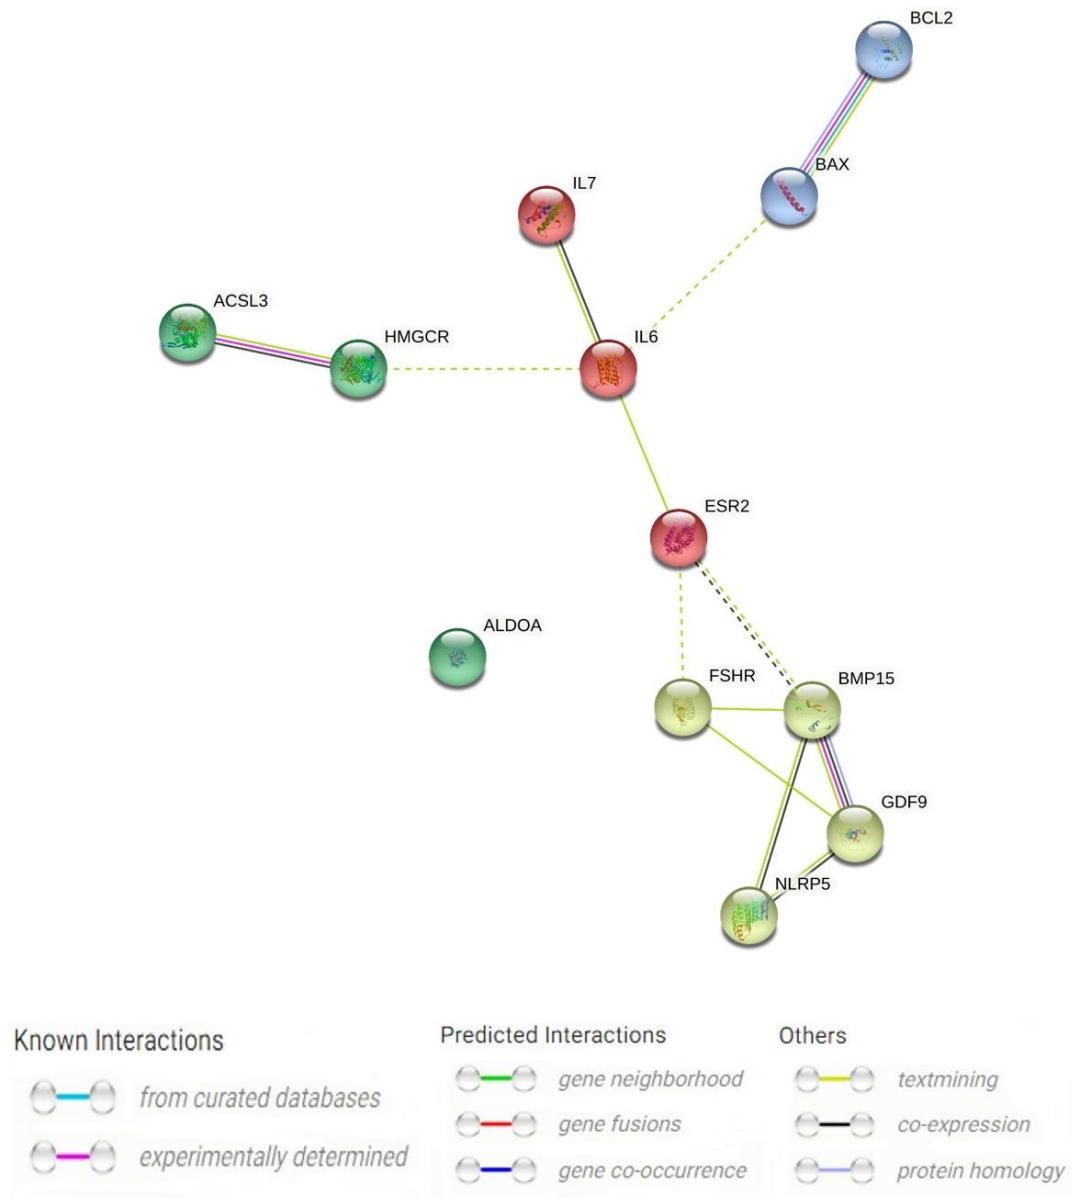 BCL2
BAX
IL7
ACSL3
HMGCR
IL6
ESR2
ALDOA
FSHR
BMP15
GDF9
NLRP5
Known Interactions
from curated databases
experimentally determined
Predicted Interactions
gene neighborhood
gene fusions
gene co-occurrence
Others
textmining
co-expression
protein homology